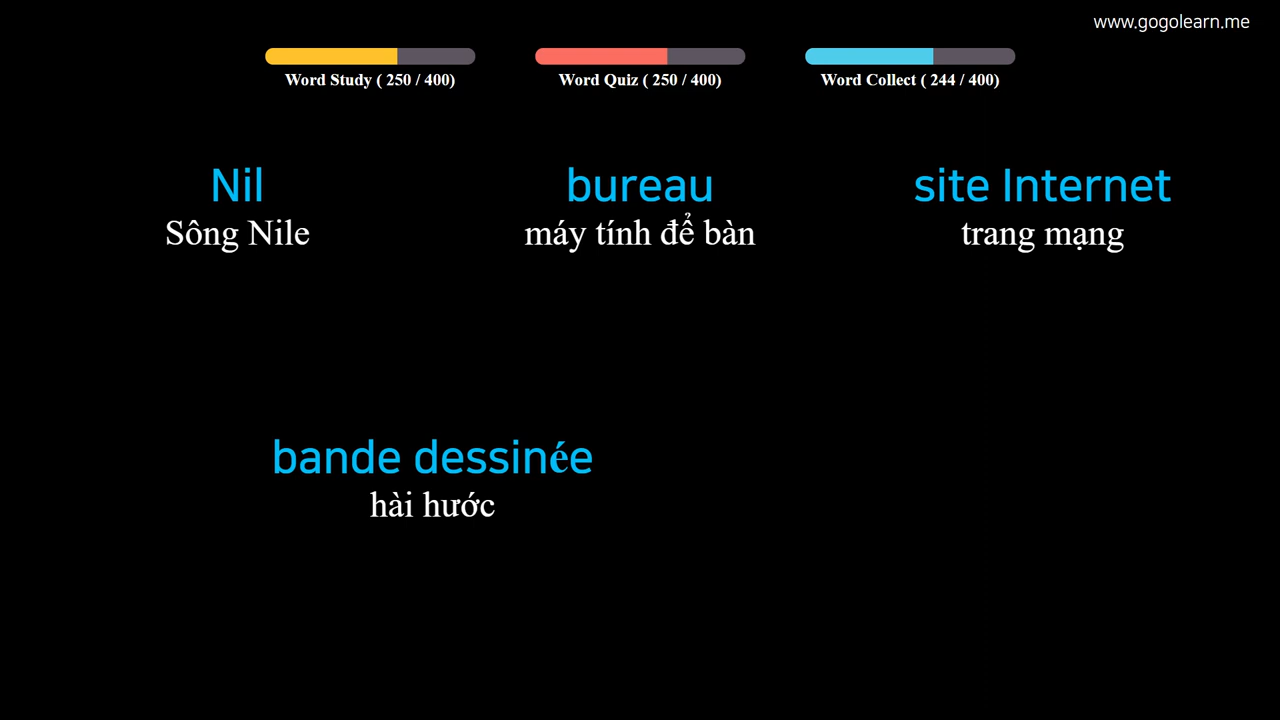 www.gogolearn.me
Word Study ( 250 / 400)
Word Quiz ( 250 / 400)
Word Collect ( 244 / 400)
Nil
Sông Nile
bureau
máy tính để bàn
site Internet
trang mạng
bande dessinée
hài hước